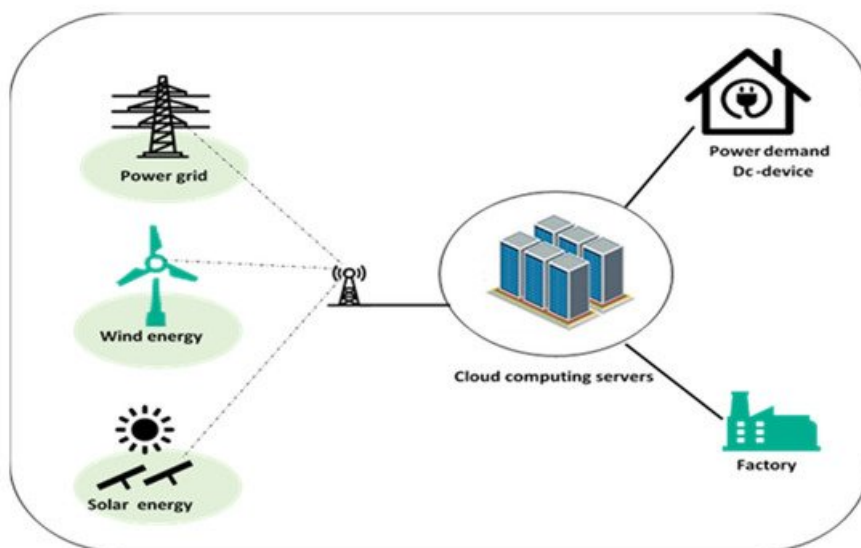 Power grid
Wind energy
Solar energy
Cloud computing servers
Power demand
Dc-device
Factory